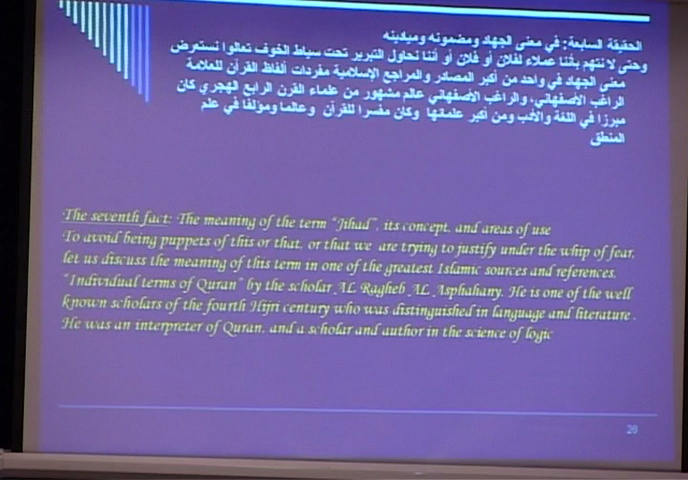 الحقيقة السابعة: في معنى الجهاد ومضمونه وميادينه
وحتى لا نتهم بأننا عملاء لفلان أو فلان أو أننا نحاول التبرير تحت سياط الخوف تعالوا نستعرض
معنى الجهاد في واحد من أكبر المصادر والمراجع الإسلامية مفردات ألفاظ القرآن للعلامة
الراغب الأصفهاني، والراغب الأصفهاني عالم مشهور من علماء القرن الرابع الهجري كان
مبرزا في اللغة والأدب ومن أكبر علمائها وكان مفسرا للقرآن وعالما ومؤلفا في علم
المنطق
The seventh fact: The meaning of the term "Jihad", its concept, and areas of use
To avoid being puppets of this or that, or that we are trying to justify under the whip of fear,
let us discuss the meaning of this term in one of the greatest Islamic sources and references,
"Individual terms of Quran" by the scholar AL Ragheb AL Asphahany. He is one of the well
known scholars of the fourth Hijri century who was distinguished in language and literature.
He was an interpreter of Quran, and a scholar and author in the science of logic
20